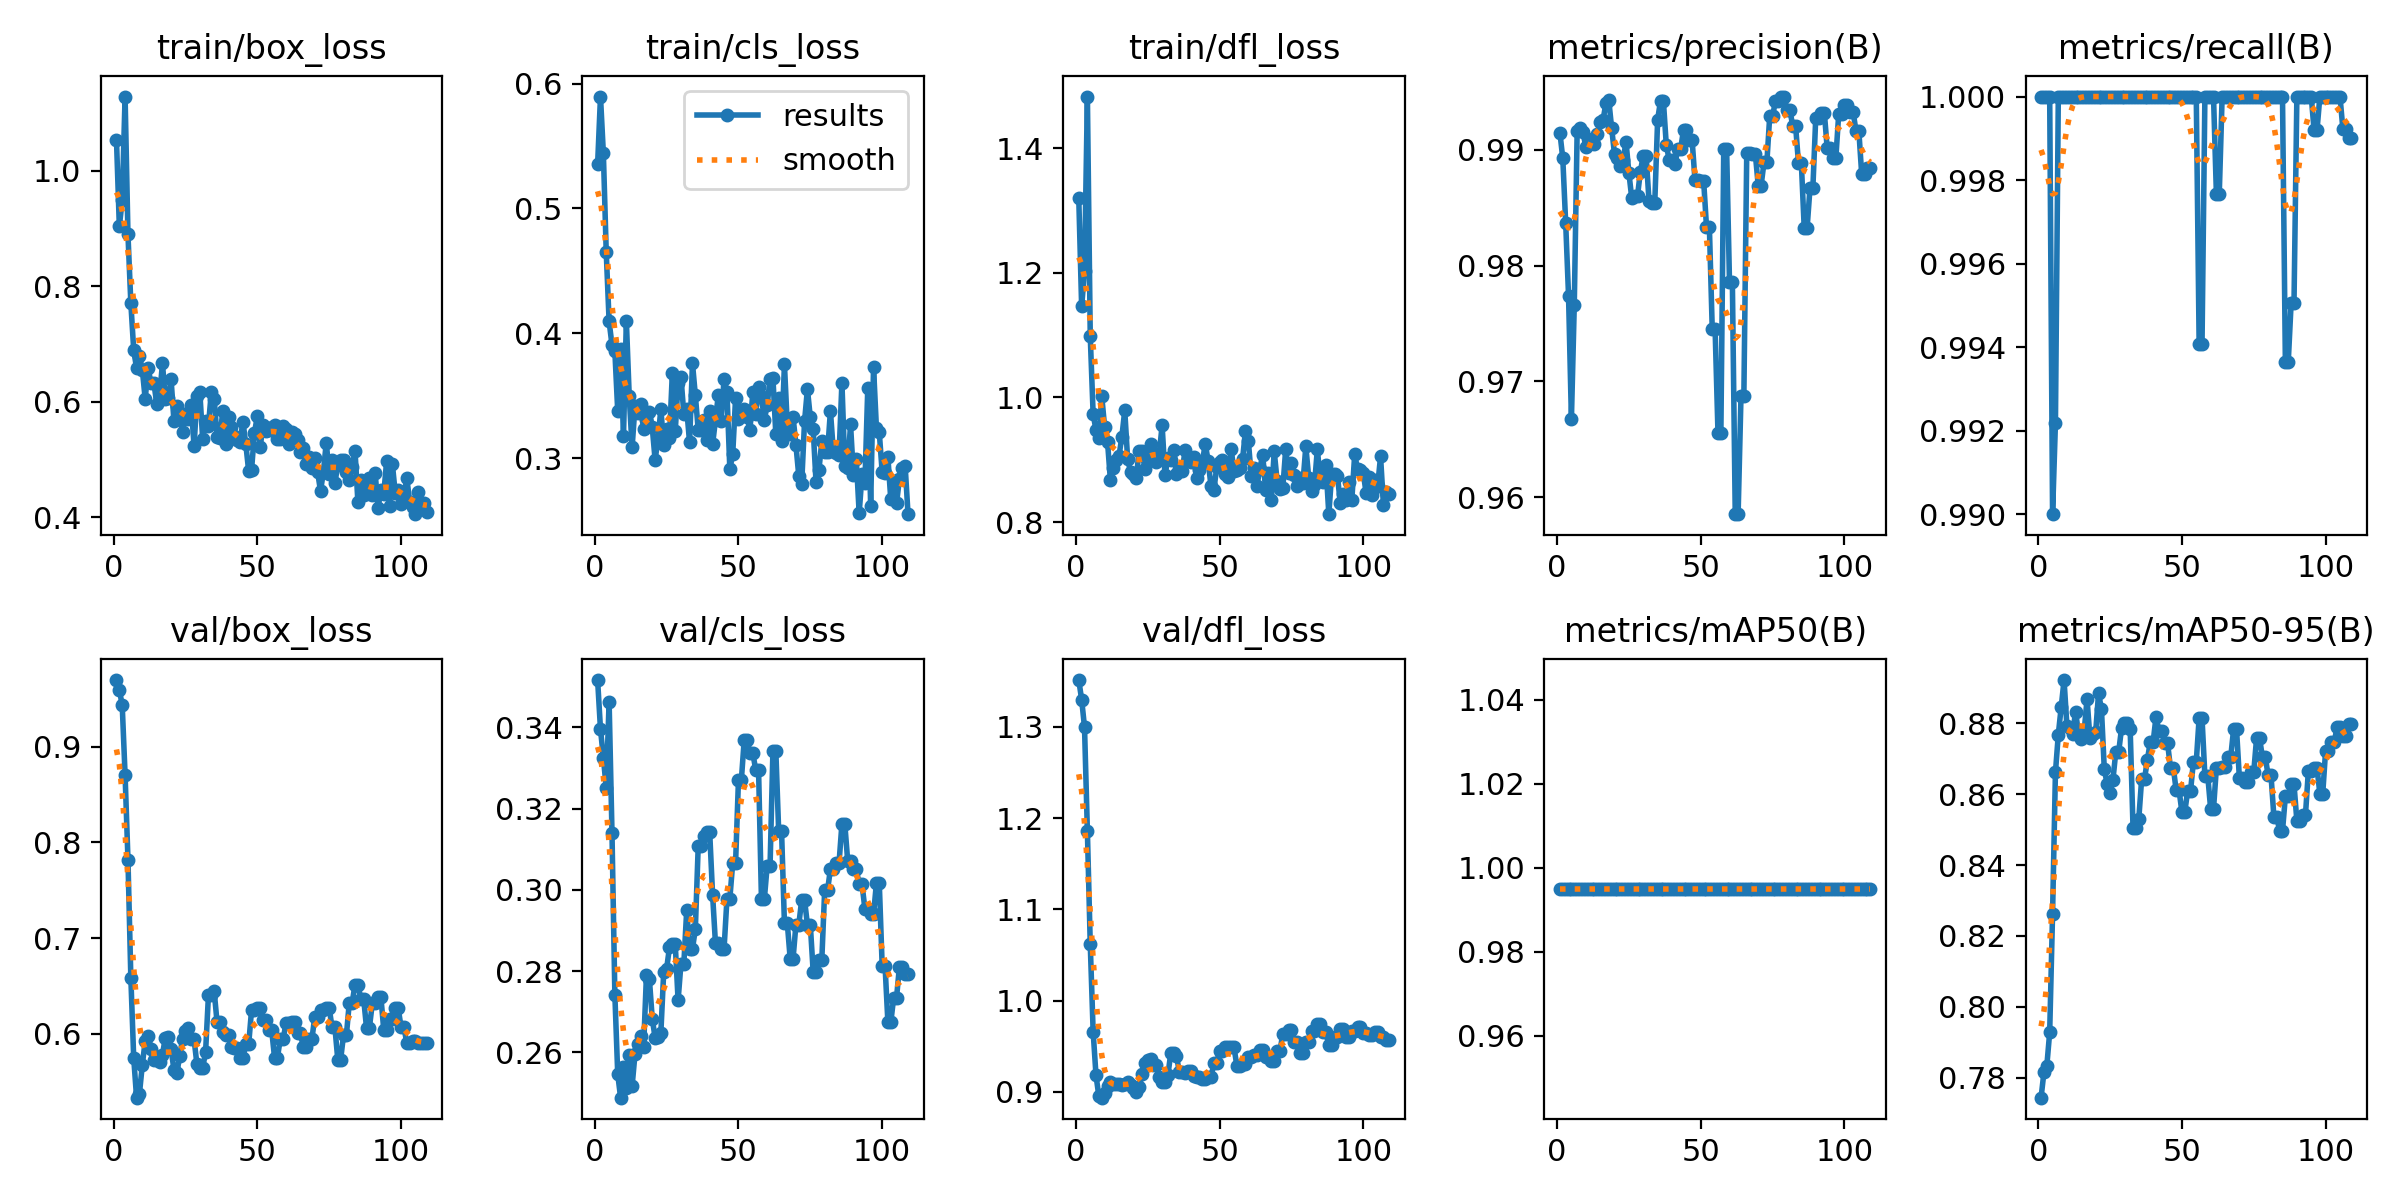 train/box_loss
1.0
0.8
0.6
0.4
0 50 100
train/cls_loss
results
smooth
0.6
0.5
0.4
0.3
0 50 100
train/dfl_loss
1.4
1.2
1.0
0.8
0 50 100
metrics/precision(B)
0.99
0.98
0.97
0.96
0 50 100
metrics/recall(B)
1.000
0.998
0.996
0.994
0.992
0.990
0 50 100
val/box_loss
0.9
0.8
0.7
0.6
0 50 100
val/cls_loss
0.34
0.32
0.30
0.28
0.26
0 50 100
val/dfl_loss
1.3
1.2
1.1
1.0
0.9
0 50 100
metrics/mAP50(B)
1.04
1.02
1.00
0.98
0.96
0 50 100
metrics/mAP50-95(B)
0.88
0.86
0.84
0.82
0.80
0.78
0 50 100